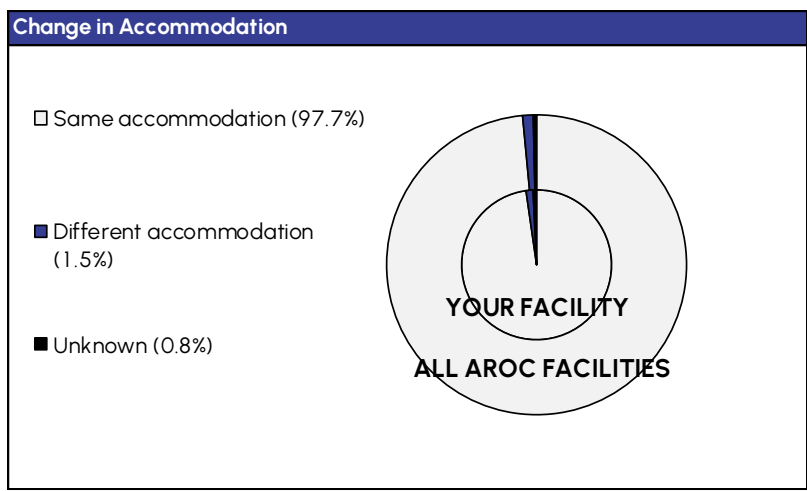 Change in Accommodation
Same accommodation (97.7%)
Different accommodation
(1.5%)
Unknown (0.8%)
YOUR FACILITY
ALL AROC FACILITIES